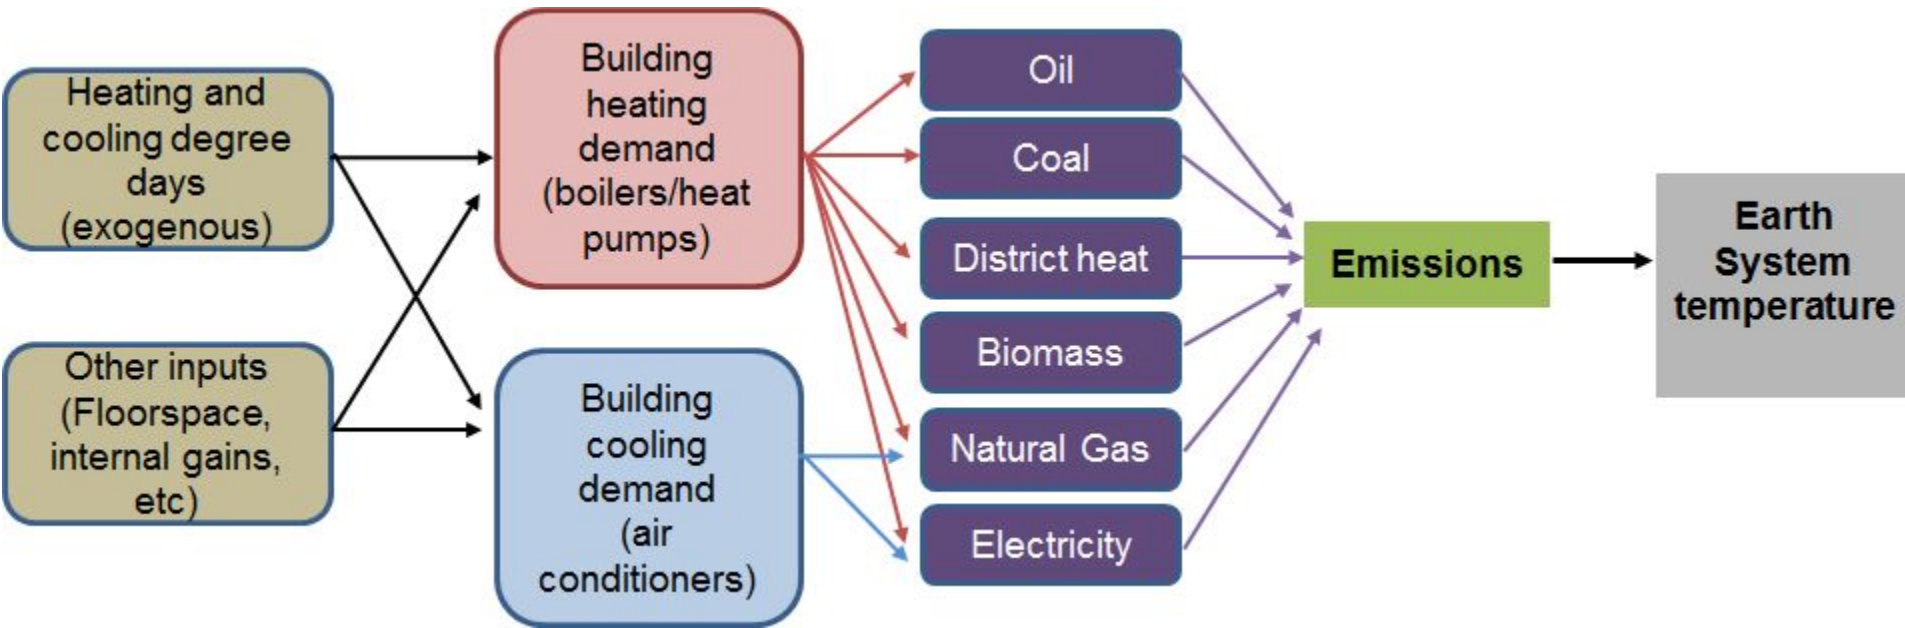 Heating and
cooling degree
days
(exogenous)
Other inputs
(Floorspace,
internal gains,
etc)
Building
heating
demand
(boilers/heat
pumps)
Building
cooling
demand
(air
conditioners)
Oil
Coal
District heat
Biomass
Natural Gas
Electricity
Emissions
Earth
System
temperature